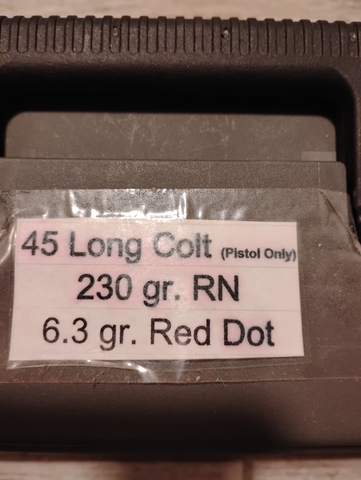 45 Long Colt (Pistol Only)
230 gr. RN
6.3 gr. Red Dot